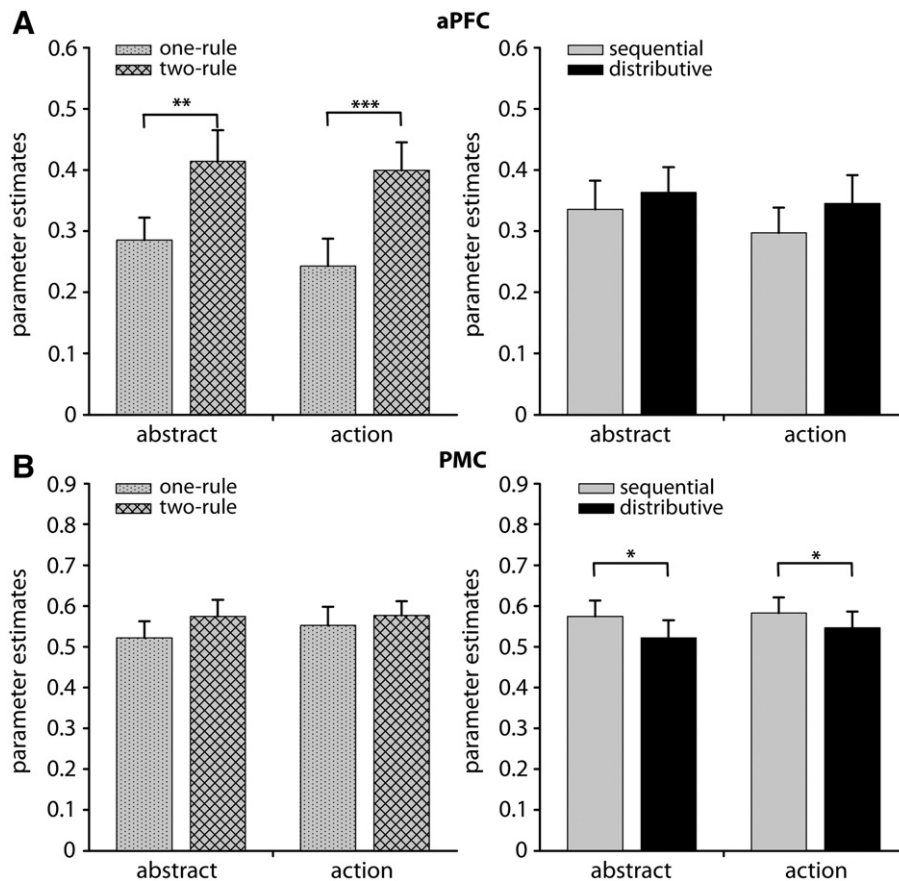 A
aPFC
one-rule
two-rule
**
***
parameter estimates
0.6
0.5
0.4
0.3
0.2
0.1
0
abstract
action
sequential
distributive
parameter estimates
0.6
0.5
0.4
0.3
0.2
0.1
0
abstract
action
B
PMC
one-rule
two-rule
parameter estimates
0.9
0.8
0.7
0.6
0.5
0.4
0.3
0.2
0.1
0
abstract
action
sequential
distributive
*
*
parameter estimates
0.9
0.8
0.7
0.6
0.5
0.4
0.3
0.2
0.1
0
abstract
action